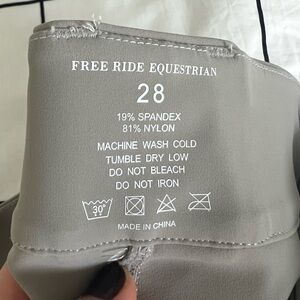 FREE RIDE EQUESTRIAN
28
19% SPANDEX
81% NYLON
MACHINE WASH COLD
TUMBLE DRY LOW
DO NOT BLEACH
DO NOT IRON
30°
MADE IN CHINA